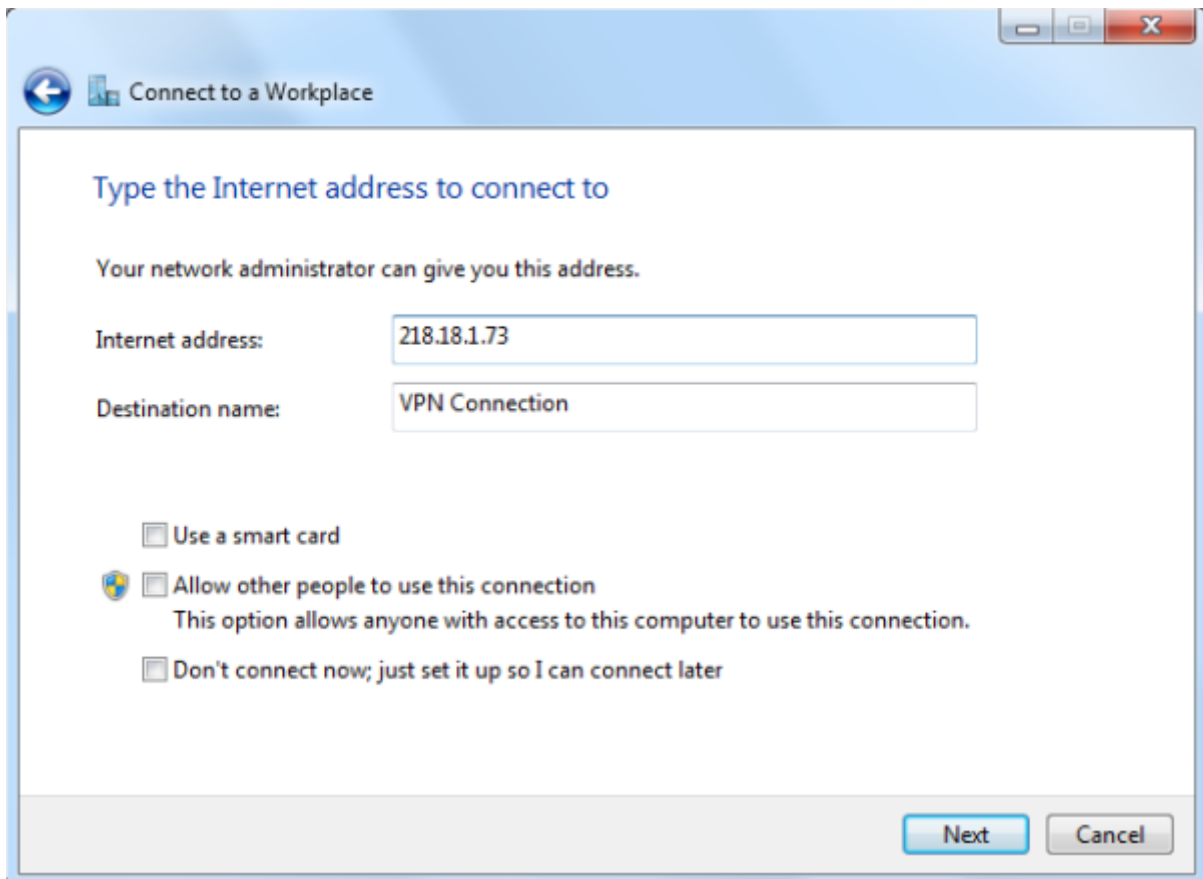 Connect to a Workplace
Type the Internet address to connect to
Your network administrator can give you this address.
Internet address: 218.18.1.73
Destination name: VPN Connection
Use a smart card
Allow other people to use this connection
This option allows anyone with access to this computer to use this connection.
Don't connect now; just set it up so I can connect later
Next Cancel